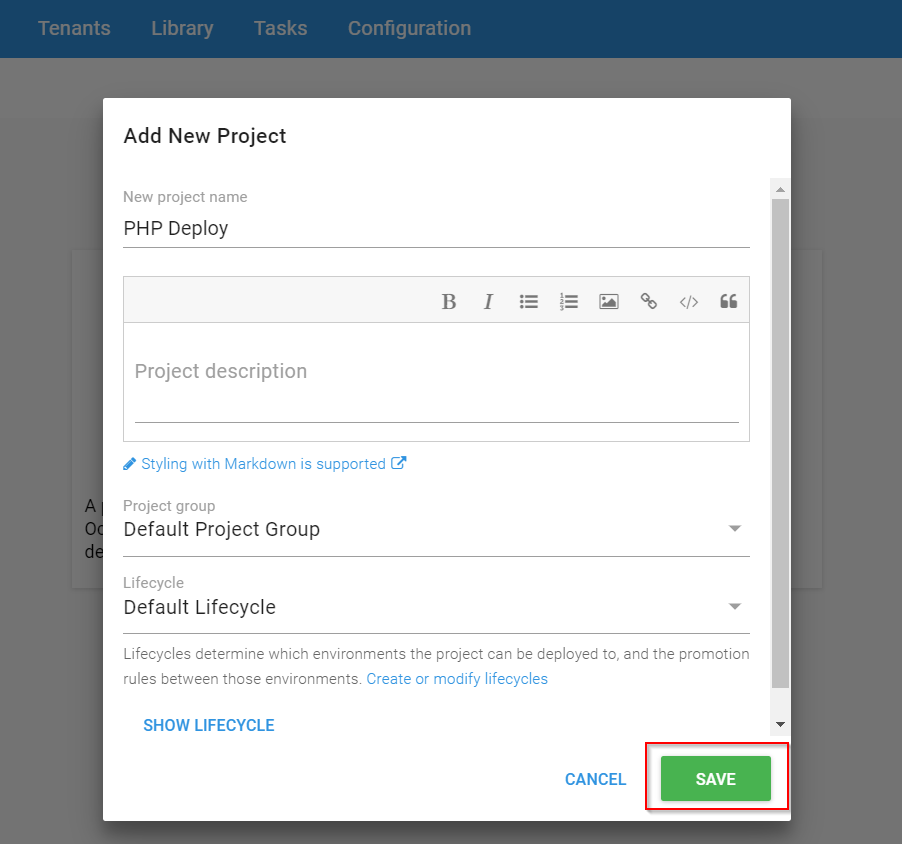 Tenants Library Tasks Configuration
Add New Project
New project name
PHP Deploy
B I
Project description
Styling with Markdown is supported
A
Project group
Default Project Group
Oc
de
Lifecycle
Default Lifecycle
Lifecycles determine which environments the project can be deployed to, and the promotion
rules between those environments. Create or modify lifecycles
SHOW LIFECYCLE
CANCEL SAVE